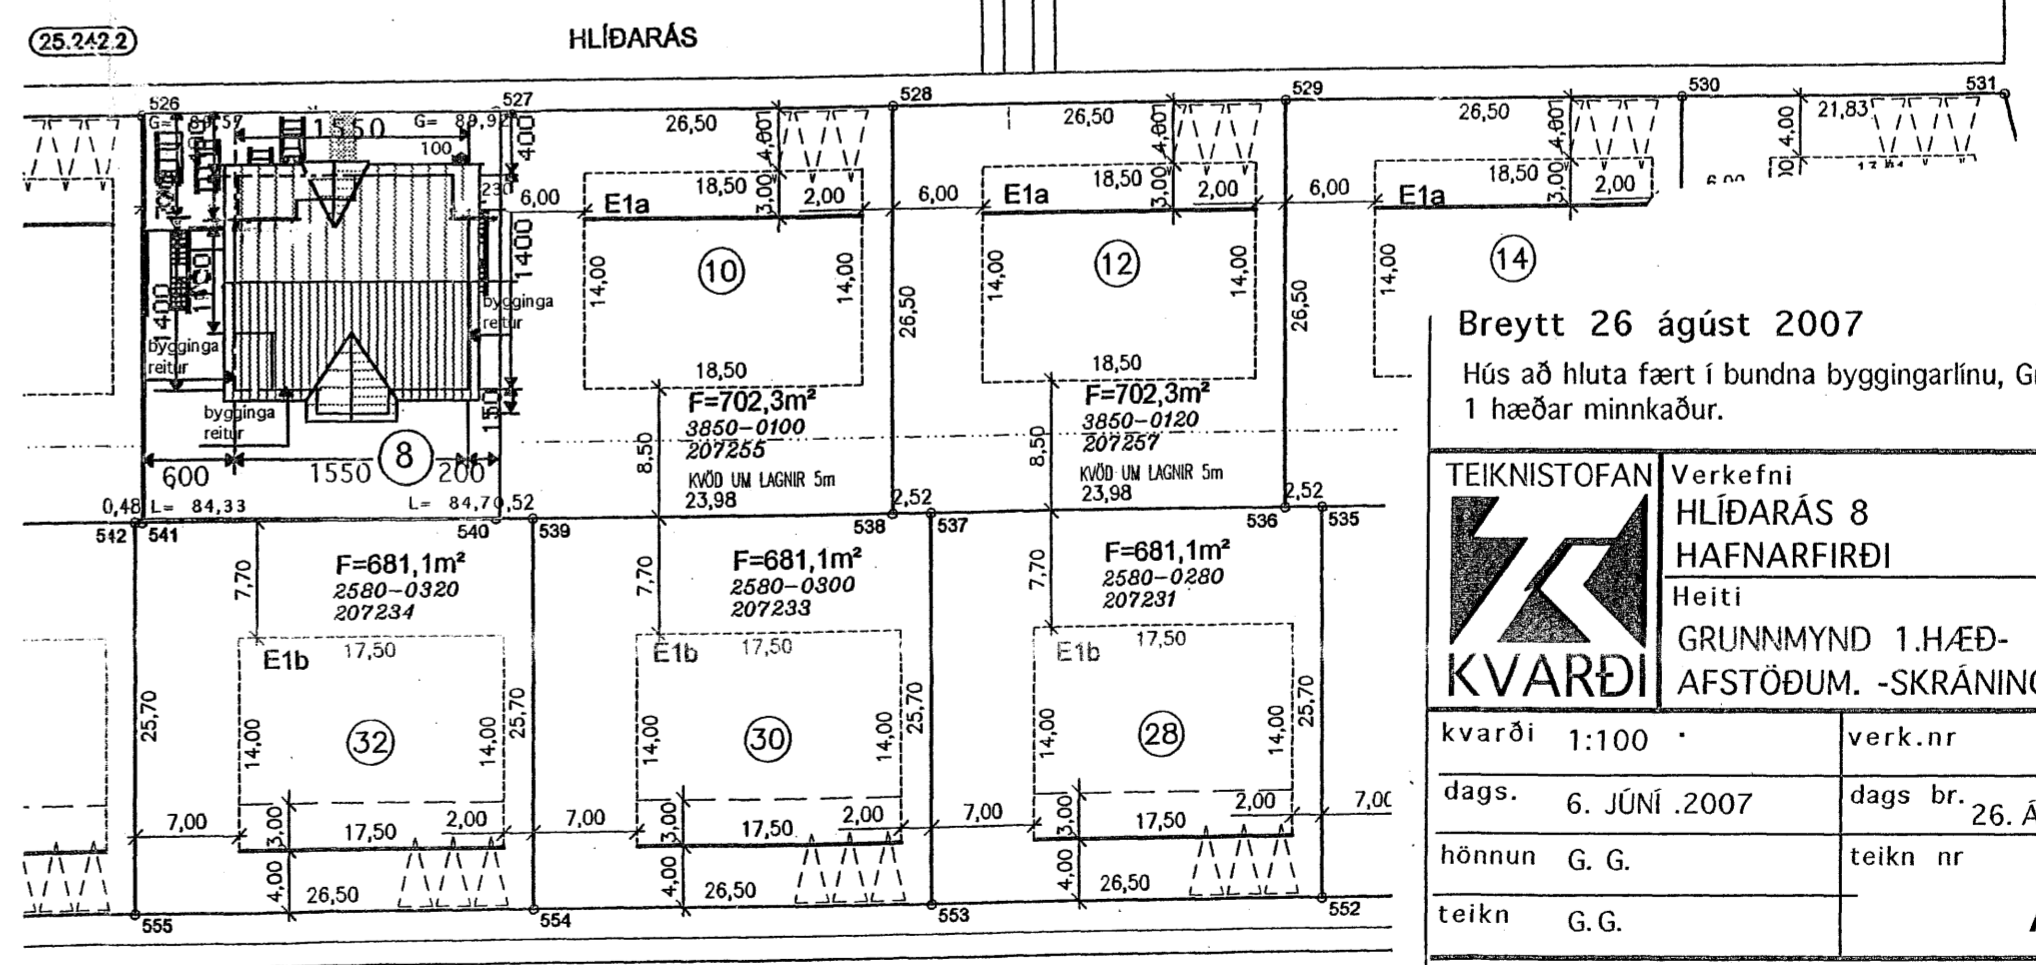 25.242.2
HLÍÐARÁS
526
527
528
529
530
531
G= 89,57
1550
G= 89,92
100
400
26,50
4,00
26,50
4,00
26,50
4,00
4,00
21,83
230
6,00
E1a
18,50
3,00
2,00
6,00
E1a
18,50
3,00
2,00
6,00
E1a
18,50
3,00
2,00
6,00
1400
1400
bygginga
reitur
bygginga
reitur
bygginga
reitur
150
14,00
10
14,00
26,50
14,00
12
14,00
26,50
14,00
14
18,50
18,50
F=702,3m²
3850-0100
207255
KVÖÐ UM LAGNIR 5m
23,98
8,50
F=702,3m²
3850-0120
207257
KVÖÐ UM LAGNIR 5m
23,98
8,50
600
1550
8
200
0,48
L= 84,33
L= 84,70
,52
2,52
2,52
542
541
540
539
538
537
536
535
7,70
F=681,1m²
2580-0320
207234
7,70
F=681,1m²
2580-0300
207233
7,70
F=681,1m²
2580-0280
207231
E1b
17,50
E1b
17,50
E1b
17,50
25,70
14,00
32
14,00
25,70
14,00
30
14,00
25,70
14,00
28
14,00
25,70
7,00
3,00
17,50
2,00
7,00
3,00
17,50
2,00
7,00
3,00
17,50
2,00
7,00
4,00
26,50
4,00
26,50
4,00
26,50
555
554
553
552
Breytt 26 ágúst 2007
Hús að hluta fært í bundna byggingarlínu, G
1 hæðar minnkaður.
TEIKNISTOFAN
KVARÐI
Verkefni
HLÍÐARÁS 8
HAFNARFIRÐI
Heiti
GRUNNMYND 1.HÆÐ-
AFSTÖÐUM. -SKRÁNING
kvarði 1:100
verk.nr
dags. 6. JÚNÍ .2007
dags br. 26. Á
hönnun G. G.
teikn nr
teikn G.G.